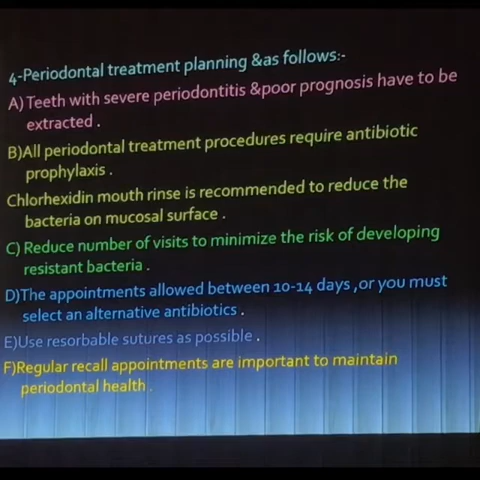 4-Periodontal treatment planning &as follows:-
A) Teeth with severe periodontitis &poor prognosis have to be
extracted .
B)All periodontal treatment procedures require antibiotic
prophylaxis .
Chlorhexidin mouth rinse is recommended to reduce the
bacteria on mucosal surface .
C) Reduce number of visits to minimize the risk of developing
resistant bacteria .
D)The appointments allowed between 10-14 days ,or you must
select an alternative antibiotics .
E)Use resorbable sutures as possible .
F)Regular recall appointments are important to maintain
periodontal health .